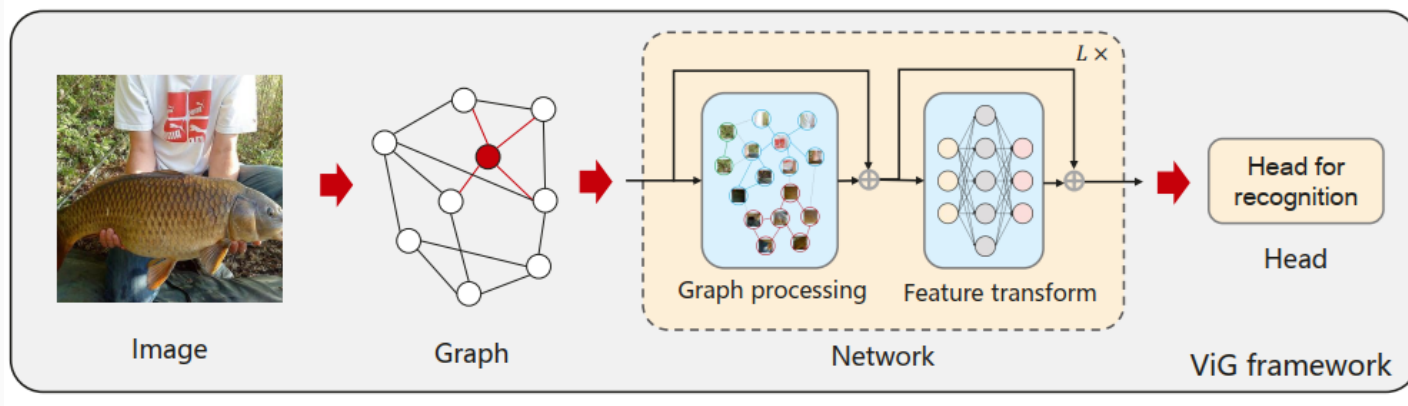 L ×
Graph processing
Feature transform
Head for
recognition
Image
Graph
Network
Head
ViG framework